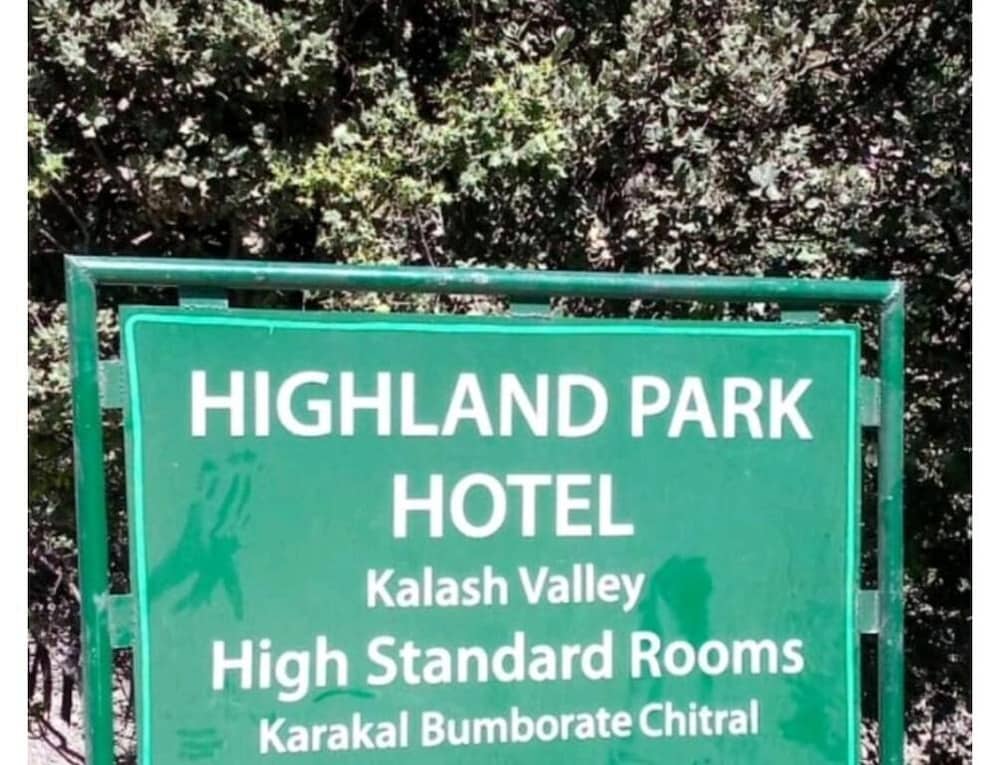 HIGHLAND PARK
HOTEL
Kalash Valley
High Standard Rooms
Karakal Bumborate Chitral